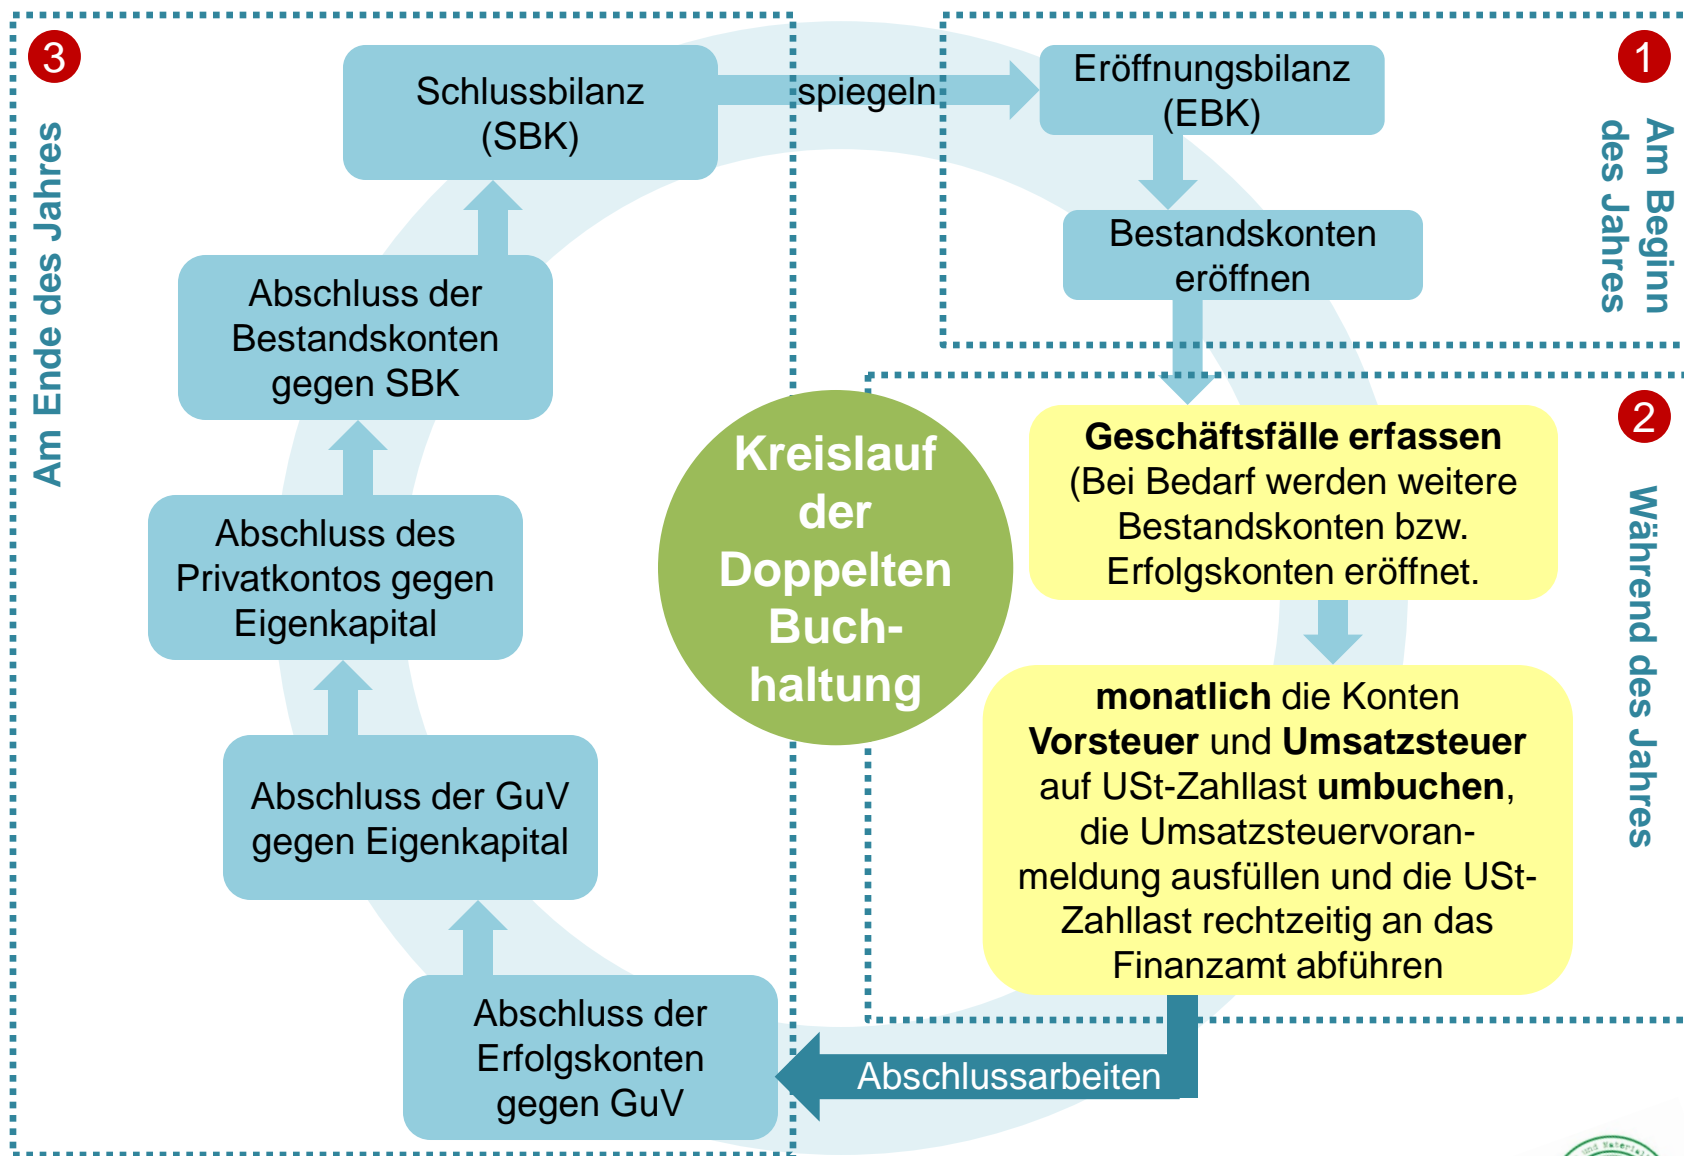 1
Am Beginn
des Jahres
Eröffnungsbilanz
(EBK)
Bestandskonten
eröffnen
2
Während des Jahres
Geschäftsfälle erfassen
(Bei Bedarf werden weitere
Bestandskonten bzw.
Erfolgskonten eröffnet.
monatlich die Konten
Vorsteuer und Umsatzsteuer
auf USt-Zahllast umbuchen,
die Umsatzsteuervoran-
meldung ausfüllen und die USt-
Zahllast rechtzeitig an das
Finanzamt abführen
Abschlussarbeiten
3
Am Ende des Jahres
Abschluss der
Erfolgskonten
gegen GuV
Abschluss der GuV
gegen Eigenkapital
Abschluss des
Privatkontos gegen
Eigenkapital
Abschluss der
Bestandskonten
gegen SBK
Schlussbilanz
(SBK)
spiegeln
Kreislauf
der
Doppelten
Buch-
haltung